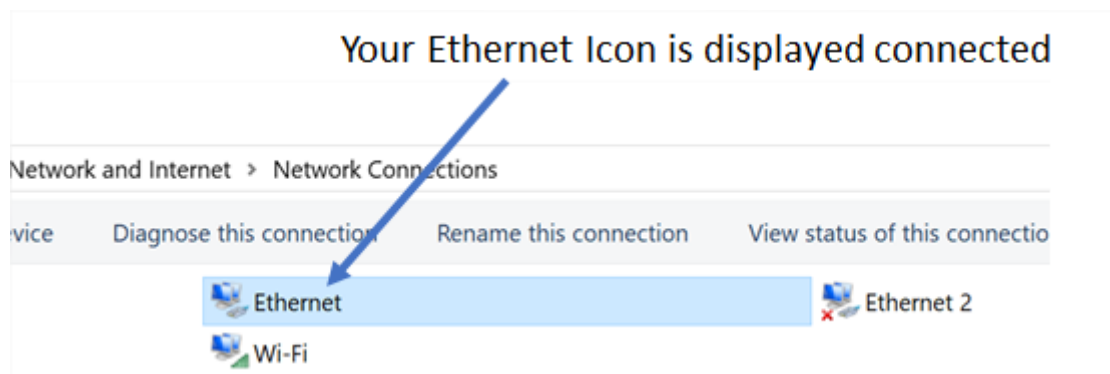 Your Ethernet Icon is displayed connected
Network and Internet > Network Connections
vice Diagnose this connection Rename this connection View status of this connectio
Ethernet Ethernet 2
Wi-Fi